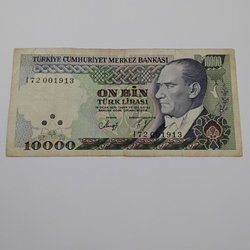 TÜRKİYE CUMHURİYET MERKEZ BANKASI
10000
I72 001913
ON BİN
TÜRK LİRASI
I72 001913
10000